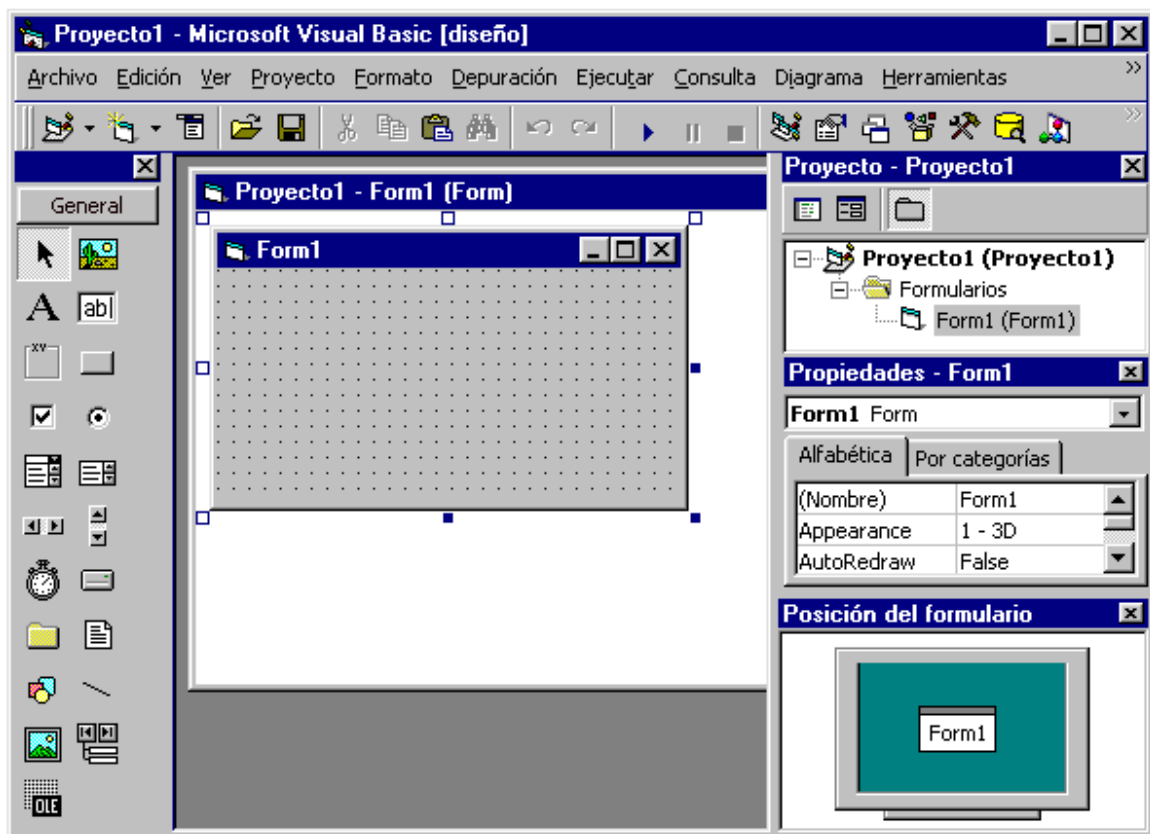 Proyecto1 - Microsoft Visual Basic [diseño]
Archivo Edición Ver Proyecto Formato Depuración Ejecutar Consulta Diagrama Herramientas »
General
A
ab|
XY
OLE
Proyecto1 - Form1 (Form)
Form1
Proyecto - Proyecto1
Proyecto1 (Proyecto1)
Formularios
Form1 (Form1)
Propiedades - Form1
Form1 Form
Alfabética Por categorías
(Nombre) Form1
Appearance 1 - 3D
AutoRedraw False
Posición del formulario
Form1